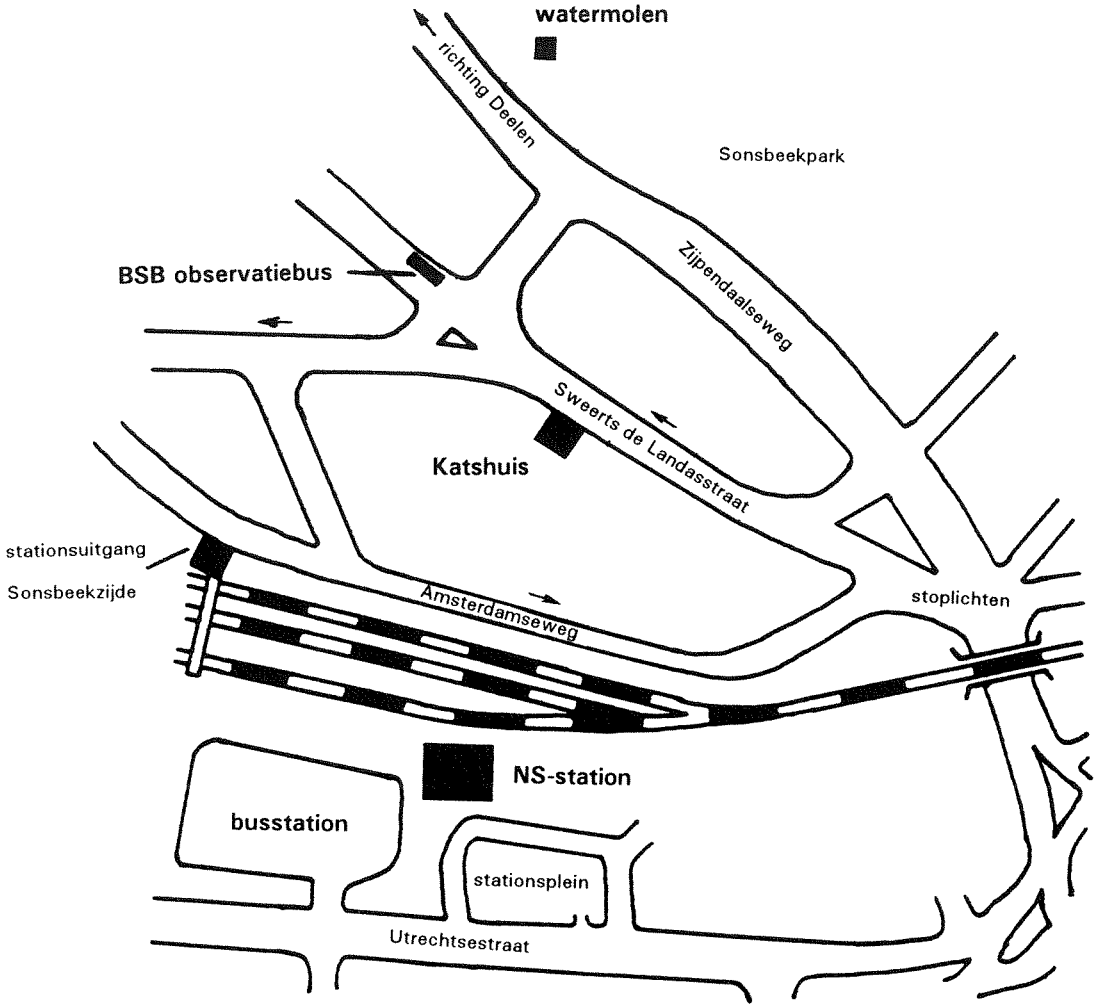 watermolen
richting Deelen
Sonsbeekpark
Zijpendaalseweg
BSB observatiebus
Sweerts de Landasstraat
Katshuis
stationsuitgang
Sonsbeekzijde
Amsterdamseweg
stoplichten
NS-station
busstation
stationsplein
Utrechtsestraat